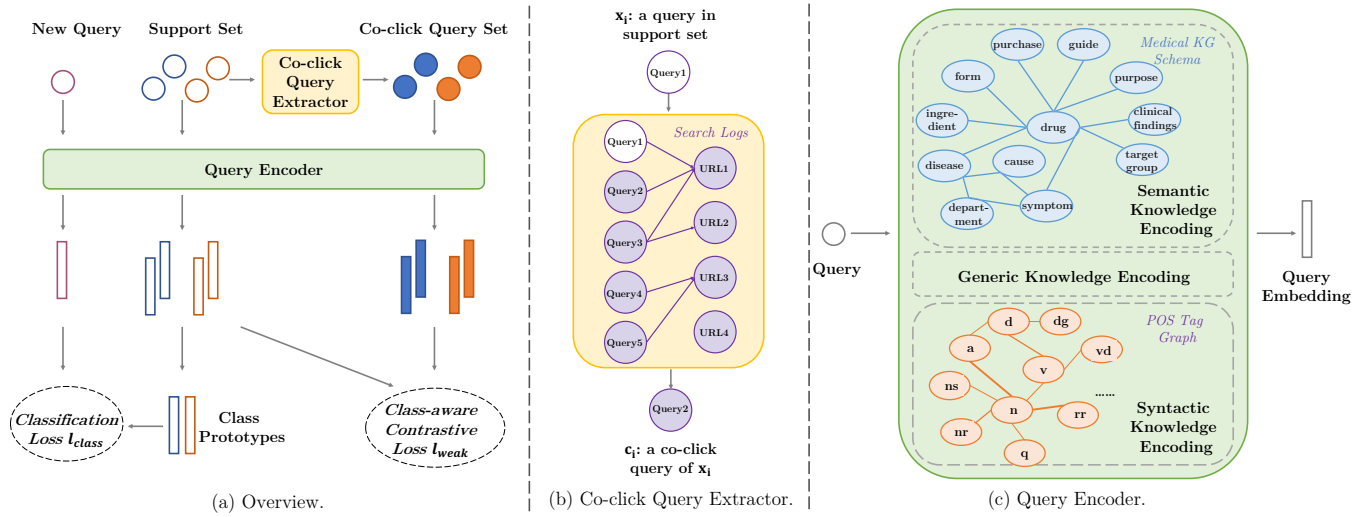 New Query
Support Set
Co-click Query Set
Co-click
Query
Extractor
Query Encoder
Classification
Loss l_class
Class
Prototypes
Class-aware
Contrastive
Loss l_weak
(a) Overview.
x_i: a query in
support set
Query1
Search Logs
Query1
URL1
Query2
URL2
Query3
URL3
Query4
URL4
Query5
Query2
c_i: a co-click
query of x_i
(b) Co-click Query Extractor.
Query
Medical KG
Schema
purchase
guide
form
purpose
ingre-
dient
drug
clinical
findings
disease
cause
target
group
depart-
ment
symptom
Semantic
Knowledge
Encoding
Generic Knowledge Encoding
POS Tag
Graph
d
dg
a
v
vd
ns
n
rr
......
nr
q
Syntactic
Knowledge
Encoding
Query
Embedding
(c) Query Encoder.